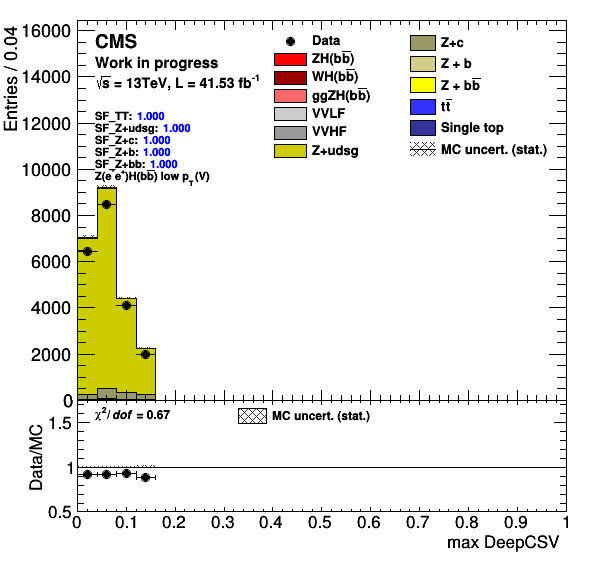 CMS
Work in progress
√s = 13TeV, L = 41.53 fb⁻¹
SF_TT: 1.000
SF_Z+udsg: 1.000
SF_Z+c: 1.000
SF_Z+b: 1.000
SF_Z+bb: 1.000
Z(e⁻e⁺)H(bb̅) low p_T(V)
Data
ZH(bb̅)
WH(bb̅)
ggZH(bb̅)
VVLF
VVHF
Z+udsg
Z+c
Z + b
Z + bb̅
tt̅
Single top
MC uncert. (stat.)
Entries / 0.04
16000
14000
12000
10000
8000
6000
4000
2000
0
χ²/dof = 0.67
MC uncert. (stat.)
Data/MC
1.5
1
0.5
0 0.1 0.2 0.3 0.4 0.5 0.6 0.7 0.8 0.9 1
max DeepCSV